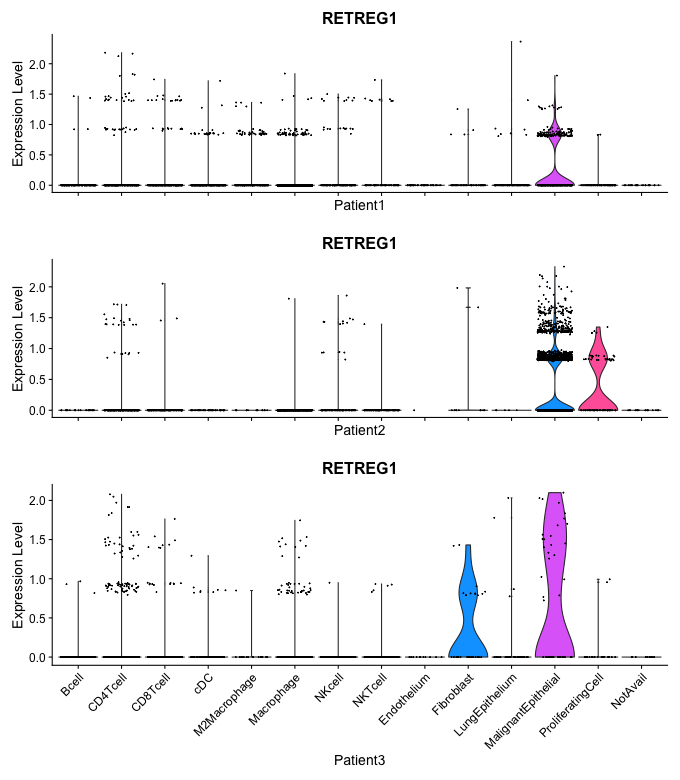 RETREG1
Expression Level
2.0
1.5
1.0
0.5
0.0
Patient1
RETREG1
Expression Level
2.0
1.5
1.0
0.5
0.0
Patient2
RETREG1
Expression Level
2.0
1.5
1.0
0.5
0.0
Bcell
CD4Tcell
CD8Tcell
cDC
M2Macrophage
Macrophage
NKcell
NKTcell
Endothelium
Fibroblast
LungEpithelium
MalignantEpithelial
ProliferatingCell
NotAvail
Patient3